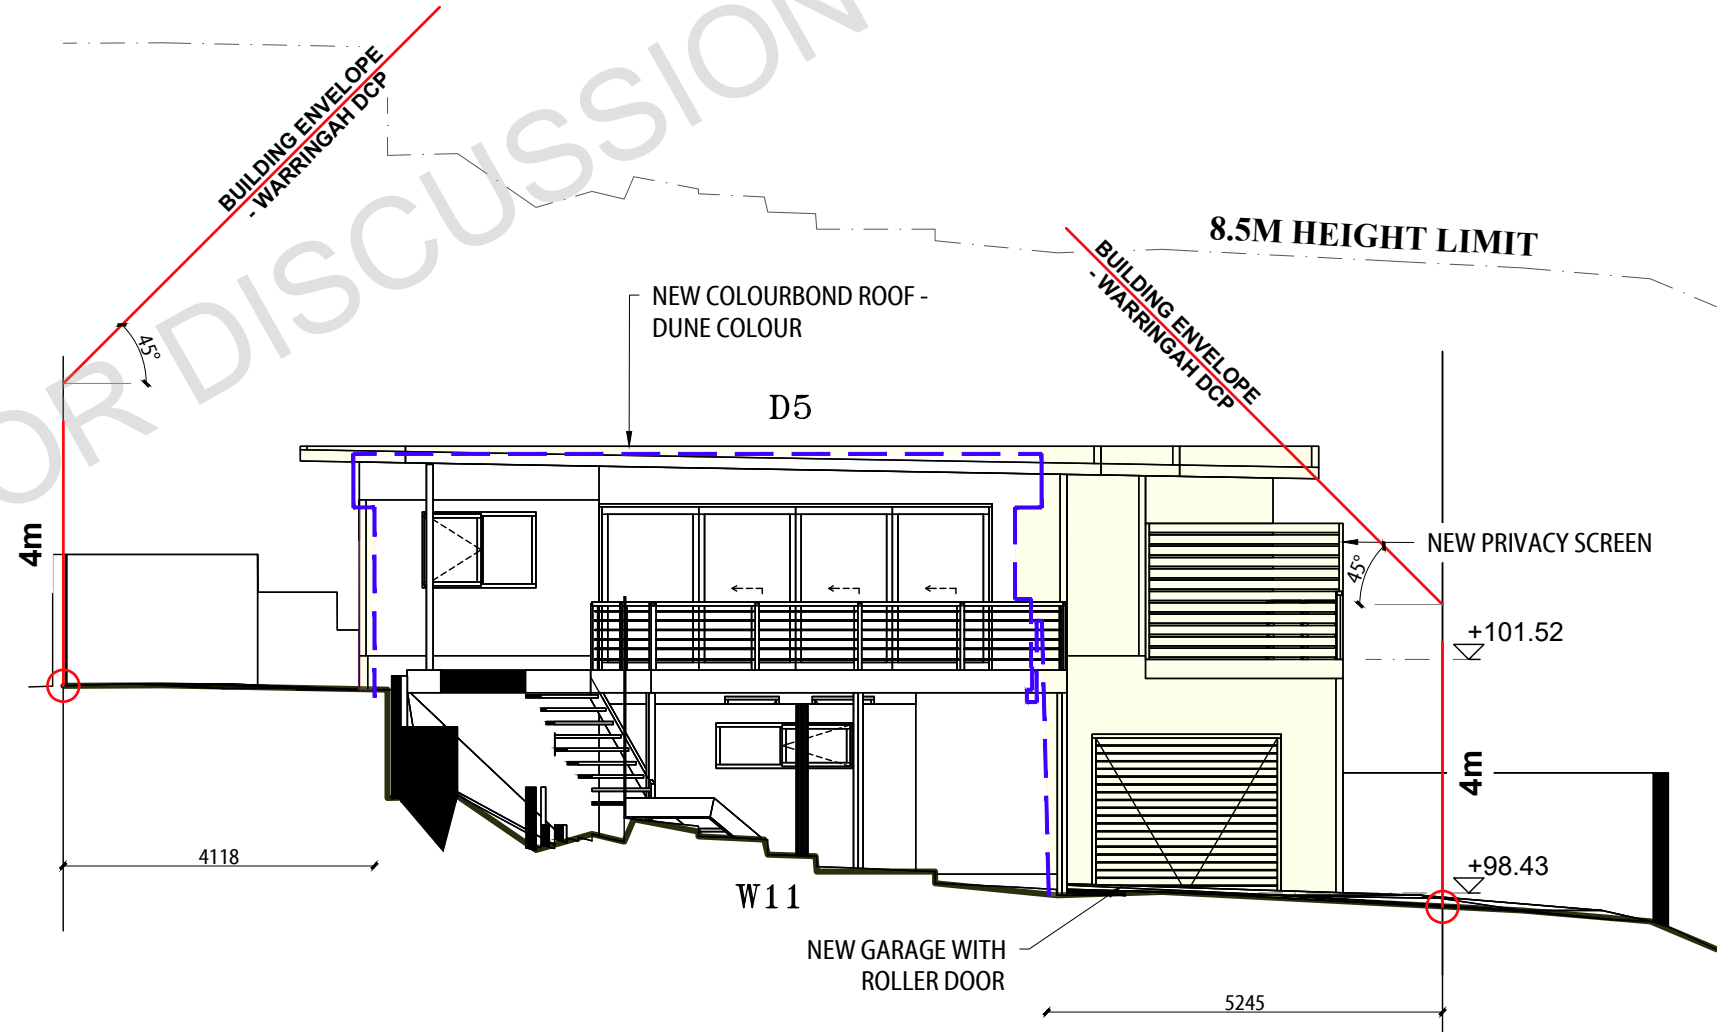 BUILDING ENVELOPE
- WARRINGAH DCP
OR DISCUSSION
8.5M HEIGHT LIMIT
BUILDING ENVELOPE
- WARRINGAH DCP
NEW COLOURBOND ROOF -
DUNE COLOUR
45°
D5
4m
NEW PRIVACY SCREEN
45°
+101.52
4m
4118
+98.43
W11
NEW GARAGE WITH
ROLLER DOOR
5245